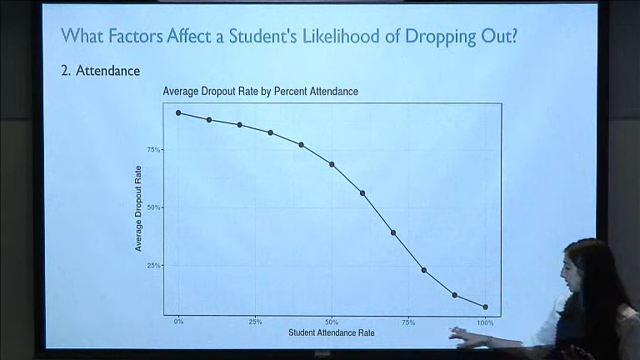 What Factors Affect a Student's Likelihood of Dropping Out?
2. Attendance
Average Dropout Rate by Percent Attendance
Average Dropout Rate
75%
50%
25%
0% 25% 50% 75% 100%
Student Attendance Rate